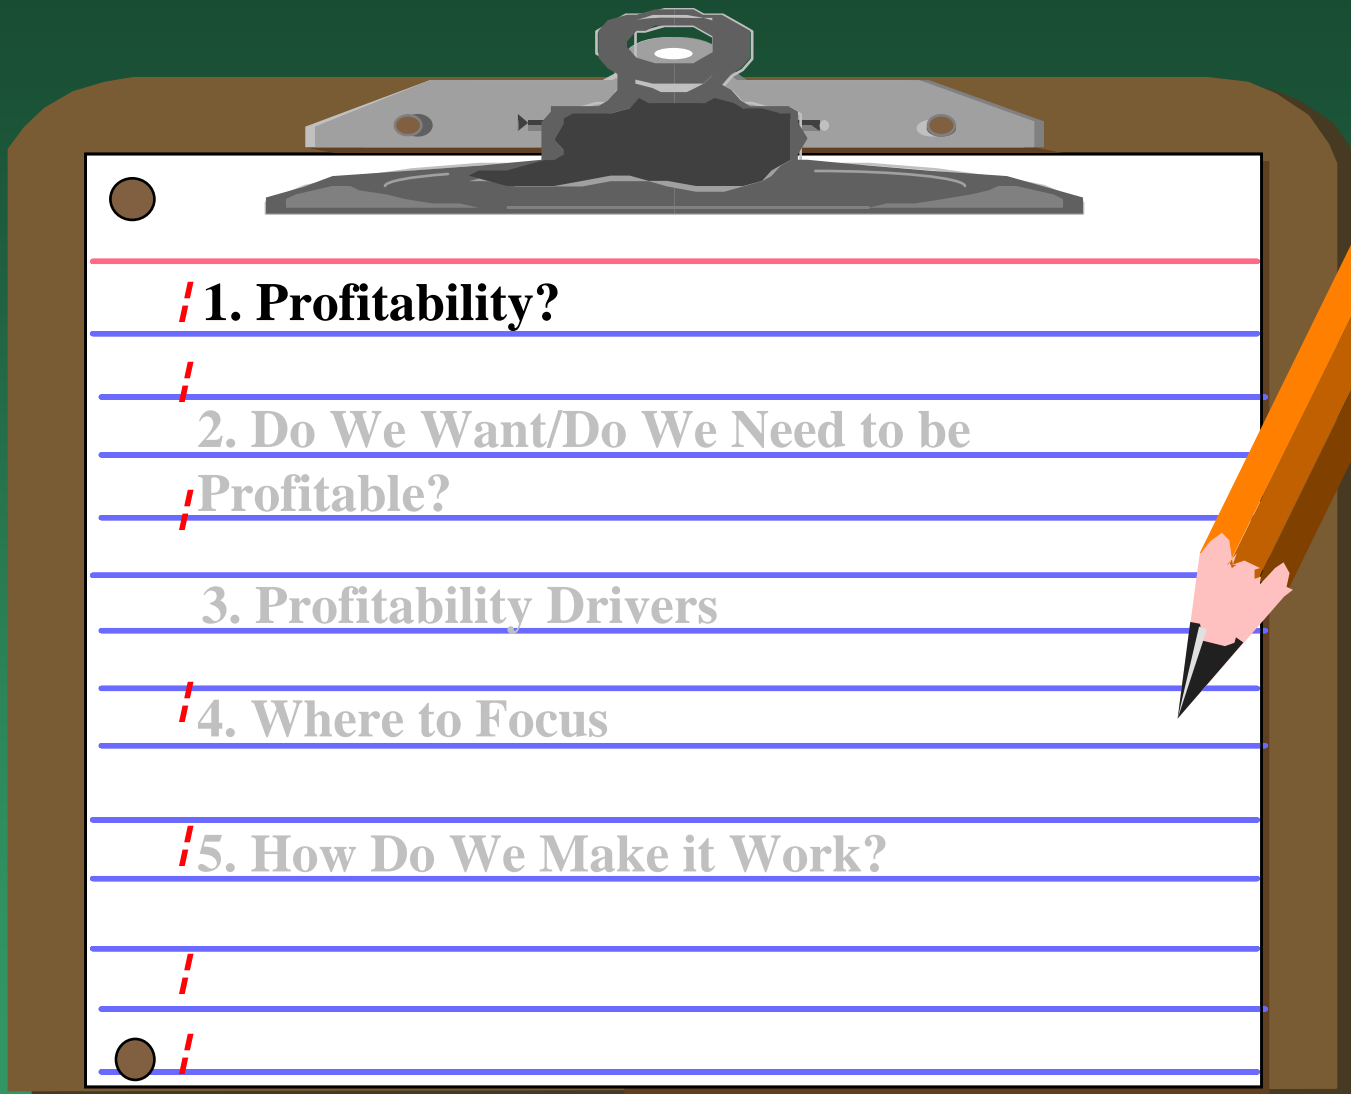 1. Profitability?
2. Do We Want/Do We Need to be
Profitable?
3. Profitability Drivers
4. Where to Focus
5. How Do We Make it Work?